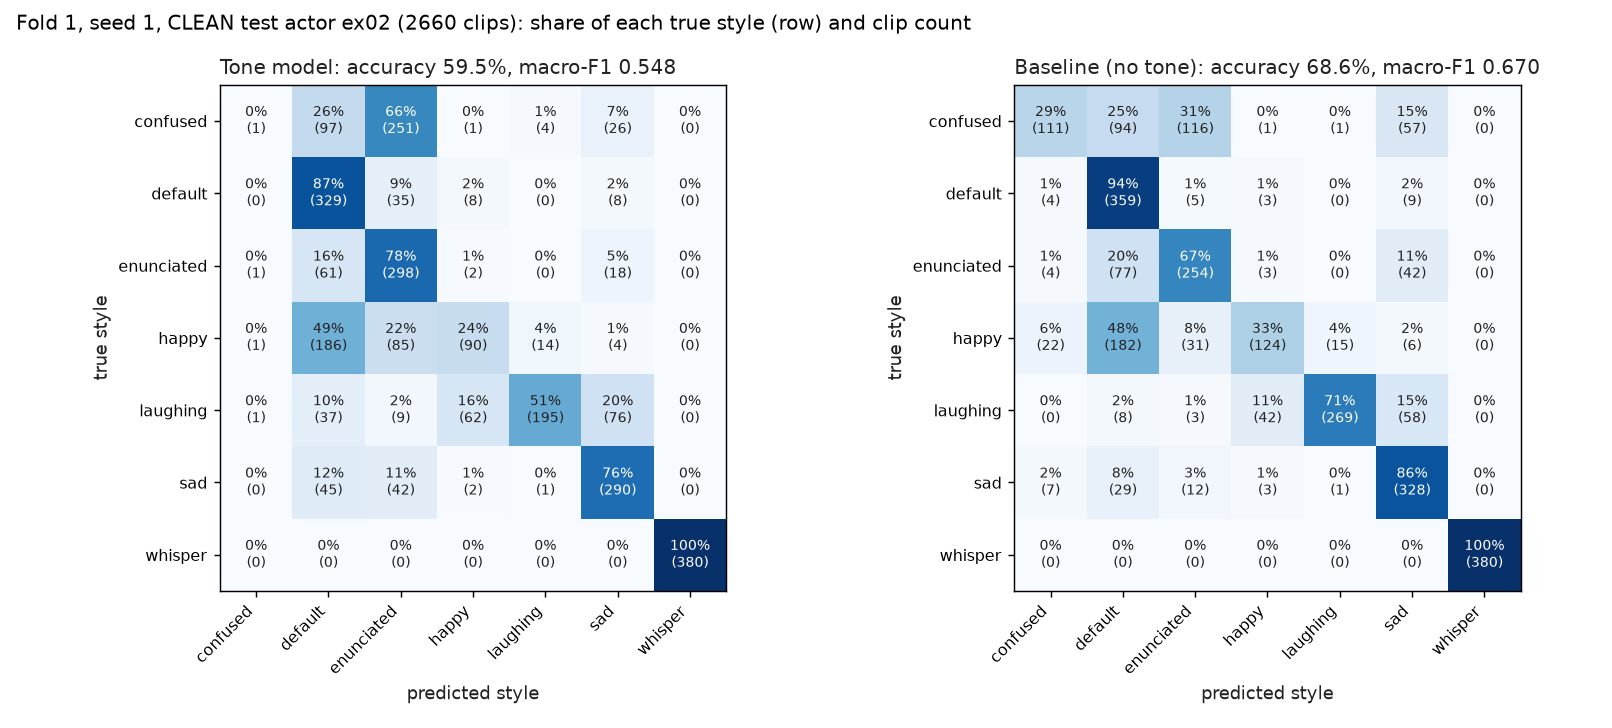 Fold 1, seed 1, CLEAN test actor ex02 (2660 clips): share of each true style (row) and clip count
Tone model: accuracy 59.5%, macro-F1 0.548
true style
confused
0% 26% 66% 0% 1% 7% 0%
(1) (97) (251) (1) (4) (26) (0)
default
0% 87% 9% 2% 0% 2% 0%
(0) (329) (35) (8) (0) (8) (0)
enunciated
0% 16% 78% 1% 0% 5% 0%
(1) (61) (298) (2) (0) (18) (0)
happy
0% 49% 22% 24% 4% 1% 0%
(1) (186) (85) (90) (14) (4) (0)
laughing
0% 10% 2% 16% 51% 20% 0%
(1) (37) (9) (62) (195) (76) (0)
sad
0% 12% 11% 1% 0% 76% 0%
(0) (45) (42) (2) (1) (290) (0)
whisper
0% 0% 0% 0% 0% 0% 100%
(0) (0) (0) (0) (0) (0) (380)
confused default enunciated happy laughing sad whisper
predicted style
Baseline (no tone): accuracy 68.6%, macro-F1 0.670
true style
confused
29% 25% 31% 0% 0% 15% 0%
(111) (94) (116) (1) (1) (57) (0)
default
1% 94% 1% 1% 0% 2% 0%
(4) (359) (5) (3) (0) (9) (0)
enunciated
1% 20% 67% 1% 0% 11% 0%
(4) (77) (254) (3) (0) (42) (0)
happy
6% 48% 8% 33% 4% 2% 0%
(22) (182) (31) (124) (15) (6) (0)
laughing
0% 2% 1% 11% 71% 15% 0%
(0) (8) (3) (42) (269) (58) (0)
sad
2% 8% 3% 1% 0% 86% 0%
(7) (29) (12) (3) (1) (328) (0)
whisper
0% 0% 0% 0% 0% 0% 100%
(0) (0) (0) (0) (0) (0) (380)
confused default enunciated happy laughing sad whisper
predicted style